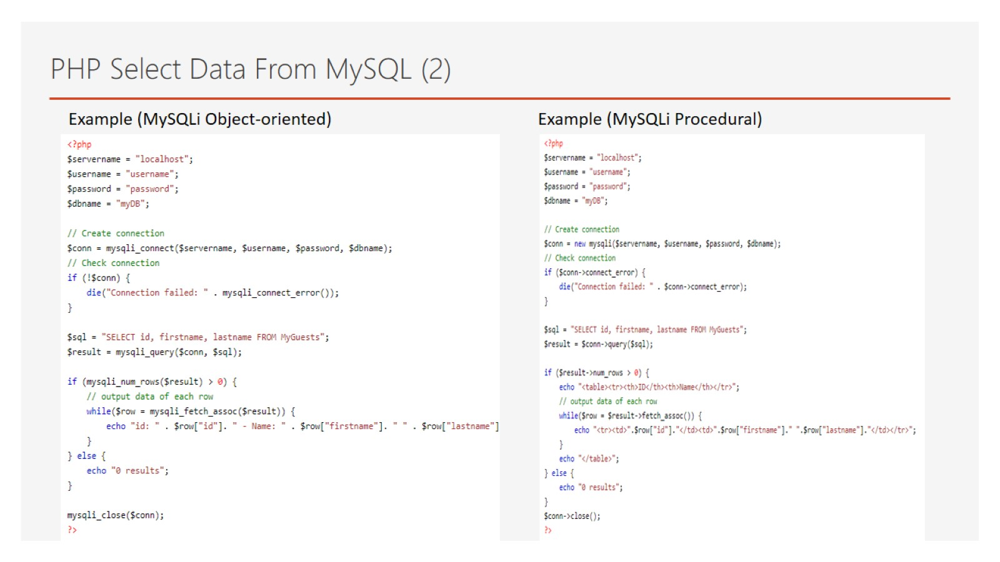 PHP Select Data From MySQL (2)
Example (MySQLi Object-oriented)
<?php
$servername = "localhost";
$username = "username";
$password = "password";
$dbname = "myDB";
// Create connection
$conn = mysqli_connect($servername, $username, $password, $dbname);
// Check connection
if (!$conn) {
    die("Connection failed: " . mysqli_connect_error());
}
$sql = "SELECT id, firstname, lastname FROM MyGuests";
$result = mysqli_query($conn, $sql);
if (mysqli_num_rows($result) > 0) {
    // output data of each row
    while($row = mysqli_fetch_assoc($result)) {
        echo "id: " . $row["id"]. " - Name: " . $row["firstname"]. " " . $row["lastname"]
    }
} else {
    echo "0 results";
}
mysqli_close($conn);
?>
Example (MySQLi Procedural)
<?php
$servername = "localhost";
$username = "username";
$password = "password";
$dbname = "myDB";
// Create connection
$conn = new mysqli($servername, $username, $password, $dbname);
// Check connection
if ($conn->connect_error) {
    die("Connection failed: " . $conn->connect_error);
}
$sql = "SELECT id, firstname, lastname FROM MyGuests";
$result = $conn->query($sql);
if ($result->num_rows > 0) {
    echo "<table><tr><th>ID</th><th>Name</th></tr>";
    // output data of each row
    while($row = $result->fetch_assoc()) {
        echo "<tr><td>".$row["id"]."</td><td>".$row["firstname"]." ".$row["lastname"]."</td></tr>";
    }
    echo "</table>";
} else {
    echo "0 results";
}
$conn->close();
?>